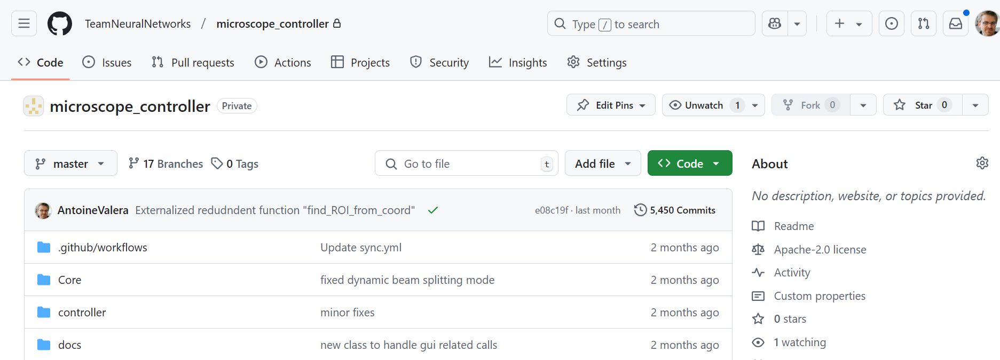 TeamNeuralNetworks / microscope_controller
Type / to search
Code Issues Pull requests Actions Projects Security Insights Settings
microscope_controller Private
Edit Pins Unwatch 1 Fork 0 Star 0
master 17 Branches 0 Tags
Go to file t Add file Code
AntoineValera Externalized redudndent function "find_ROI_from_coord" e08c19f · last month 5,450 Commits
.github/workflows Update sync.yml 2 months ago
Core fixed dynamic beam splitting mode 2 months ago
controller minor fixes 2 months ago
docs new class to handle gui related calls 2 months ago
About
No description, website, or topics provided.
Readme
Apache-2.0 license
Activity
Custom properties
0 stars
1 watching